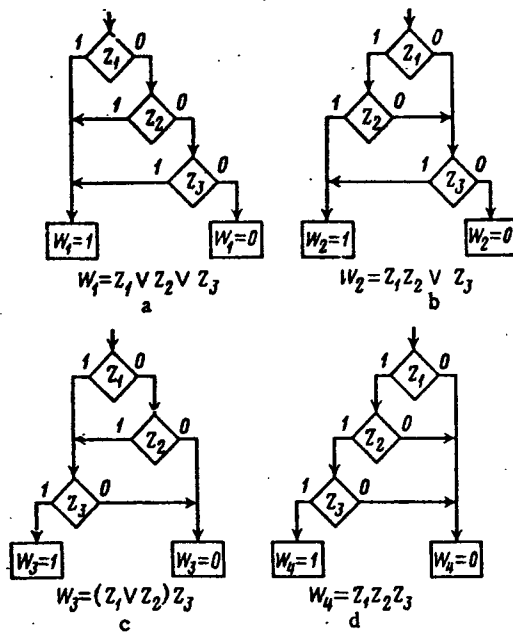 1 Z₁ 0
1 Z₂ 0
1 Z₃ 0
W₁=1 W₁=0
W₁=Z₁∨Z₂∨Z₃
a
1 Z₁ 0
1 Z₂ 0
1 Z₃ 0
W₂=1 W₂=0
W₂=Z₁Z₂∨Z₃
b
1 Z₁ 0
1 Z₂ 0
1 Z₃ 0
W₃=1 W₃=0
W₃=(Z₁∨Z₂)Z₃
c
1 Z₁ 0
1 Z₂ 0
1 Z₃ 0
W₄=1 W₄=0
W₄=Z₁Z₂Z₃
d